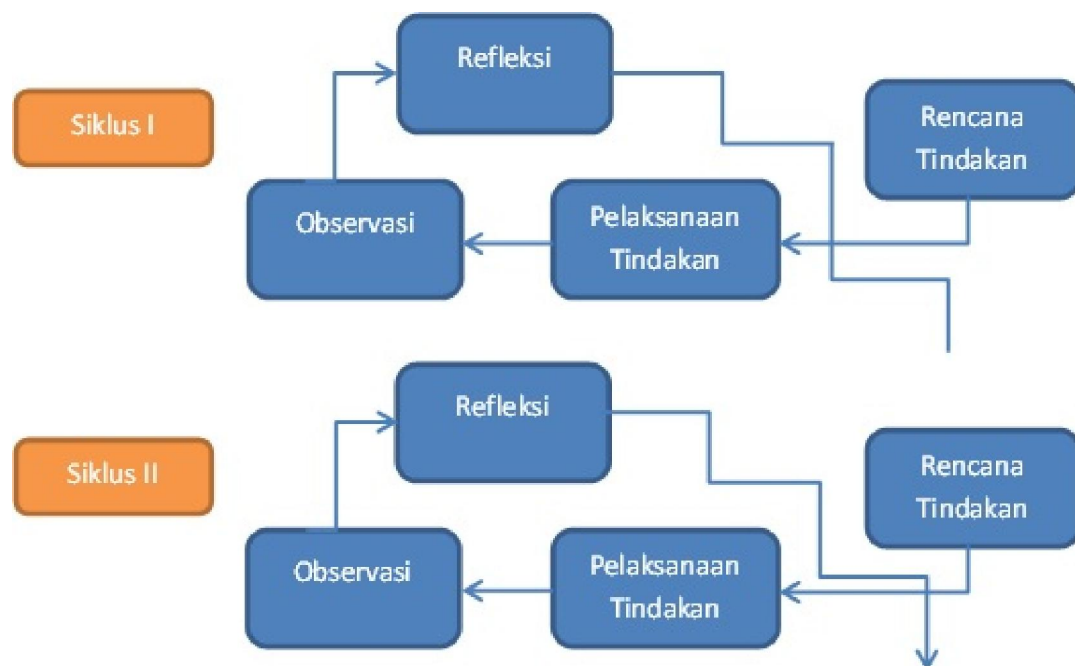 Refleksi
Siklus I
Rencana
Tindakan
Observasi
Pelaksanaan
Tindakan
Refleksi
Siklus II
Rencana
Tindakan
Observasi
Pelaksanaan
Tindakan